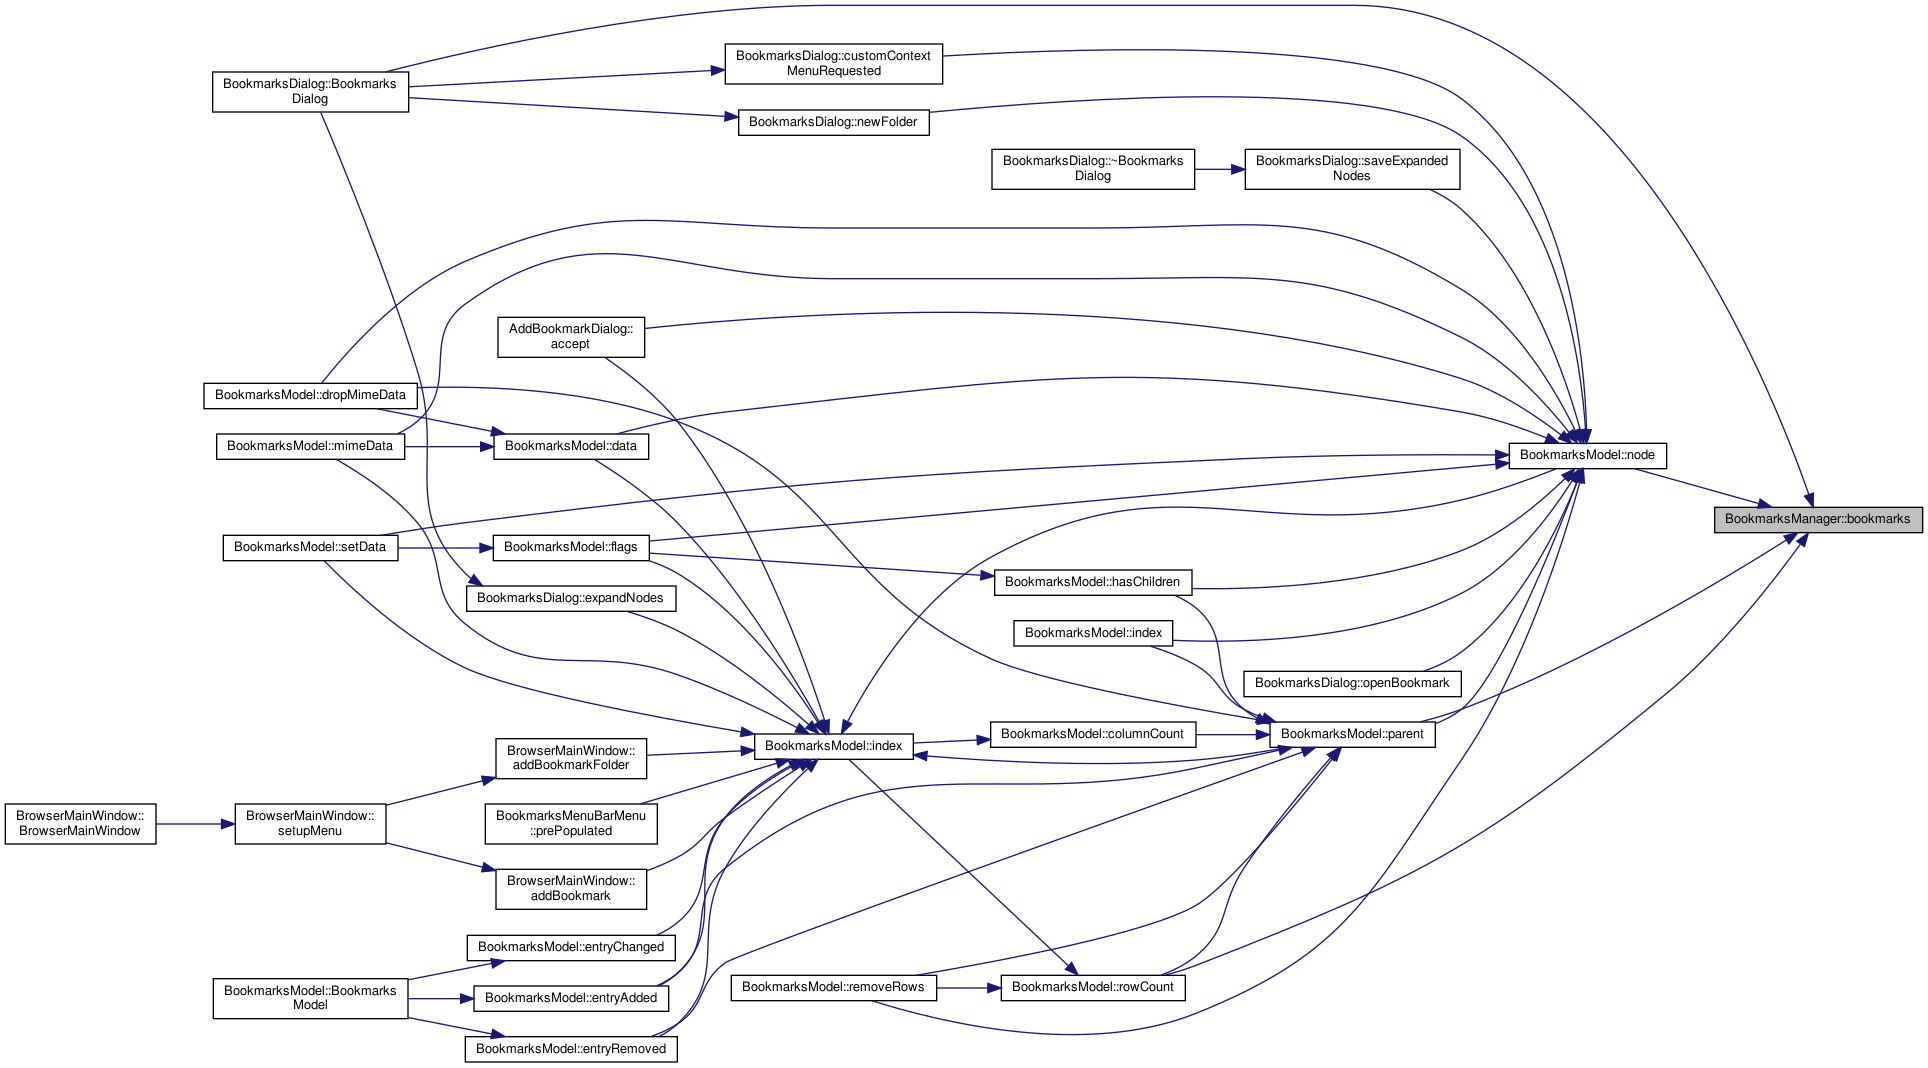 BookmarksDialog::customContext
MenuRequested
BookmarksDialog::Bookmarks
Dialog
BookmarksDialog::newFolder
BookmarksDialog::~Bookmarks
Dialog
BookmarksDialog::saveExpanded
Nodes
AddBookmarkDialog::
accept
BookmarksModel::dropMimeData
BookmarksModel::mimeData
BookmarksModel::data
BookmarksModel::node
BookmarksManager::bookmarks
BookmarksModel::setData
BookmarksModel::flags
BookmarksModel::hasChildren
BookmarksDialog::expandNodes
BookmarksModel::index
BookmarksDialog::openBookmark
BookmarksModel::columnCount
BookmarksModel::parent
BookmarksModel::index
BrowserMainWindow::
addBookmarkFolder
BrowserMainWindow::
BrowserMainWindow
BrowserMainWindow::
setupMenu
BookmarksMenuBarMenu
::prePopulated
BrowserMainWindow::
addBookmark
BookmarksModel::entryChanged
BookmarksModel::Bookmarks
Model
BookmarksModel::entryAdded
BookmarksModel::removeRows
BookmarksModel::rowCount
BookmarksModel::entryRemoved